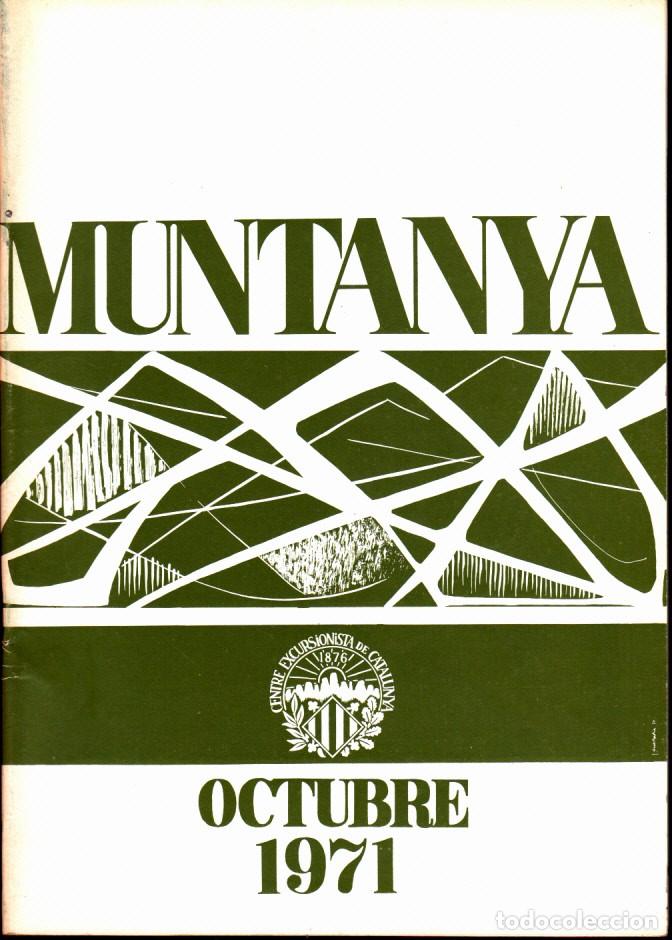 MUNTANYA
CENTRE EXCURSIONISTA DE CATALUNYA
1876
OCTUBRE
1971
todocoleccion